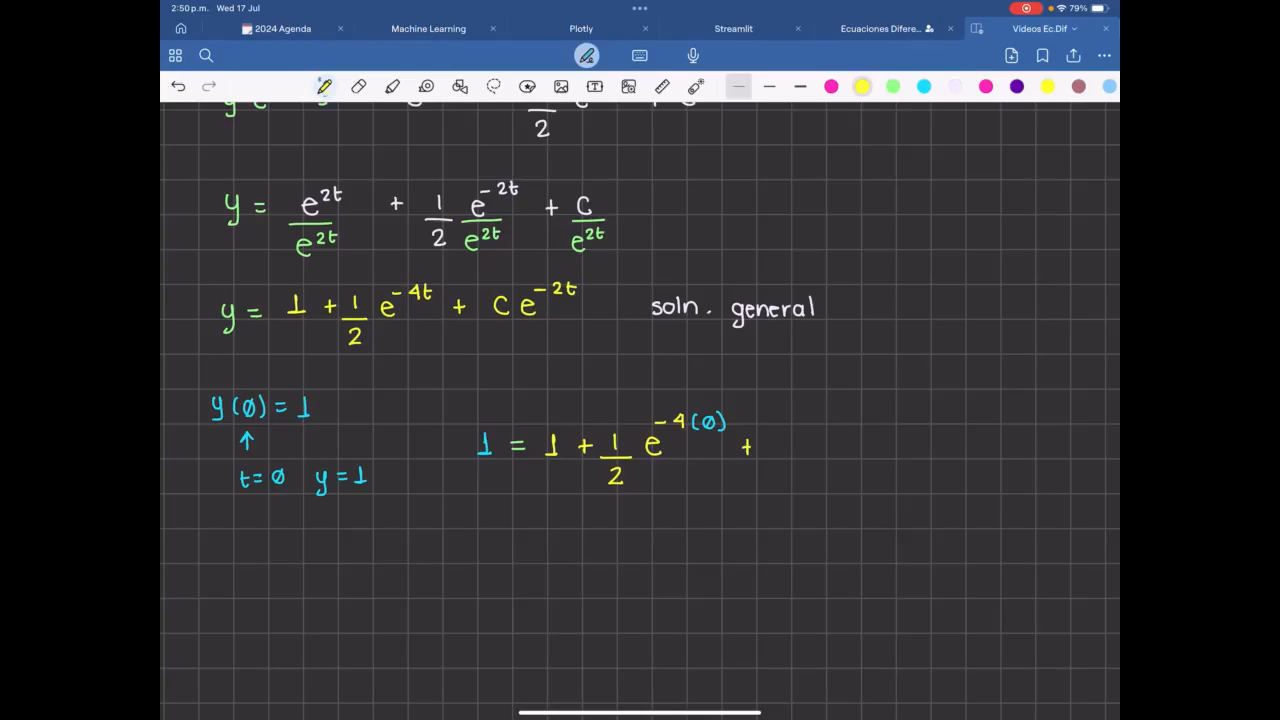 2:50 p.m. Wed 17 Jul
79%
2024 Agenda
Machine Learning
Plotly
Streamlit
Ecuaciones Difere...
Videos Ec.Dif
2
y = e^2t/e^2t + 1/2 e^-2t/e^2t + C/e^2t
y = 1 + 1/2 e^-4t + C e^-2t soln. general
y(0) = 1
↑
t=0 y=1
1 = 1 + 1/2 e^-4(0) +